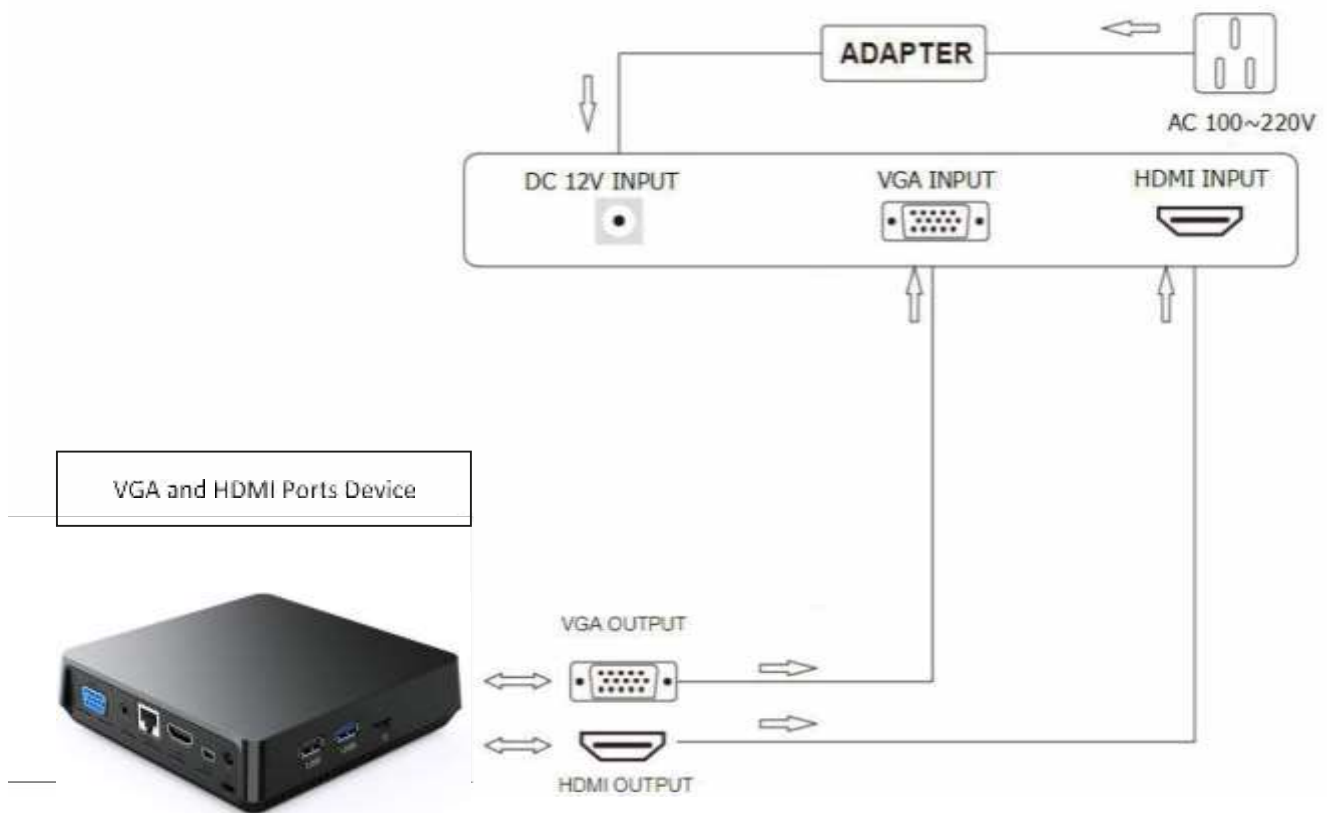 ADAPTER
AC 100~220V
DC 12V INPUT
VGA INPUT
HDMI INPUT
VGA and HDMI Ports Device
VGA OUTPUT
HDMI OUTPUT